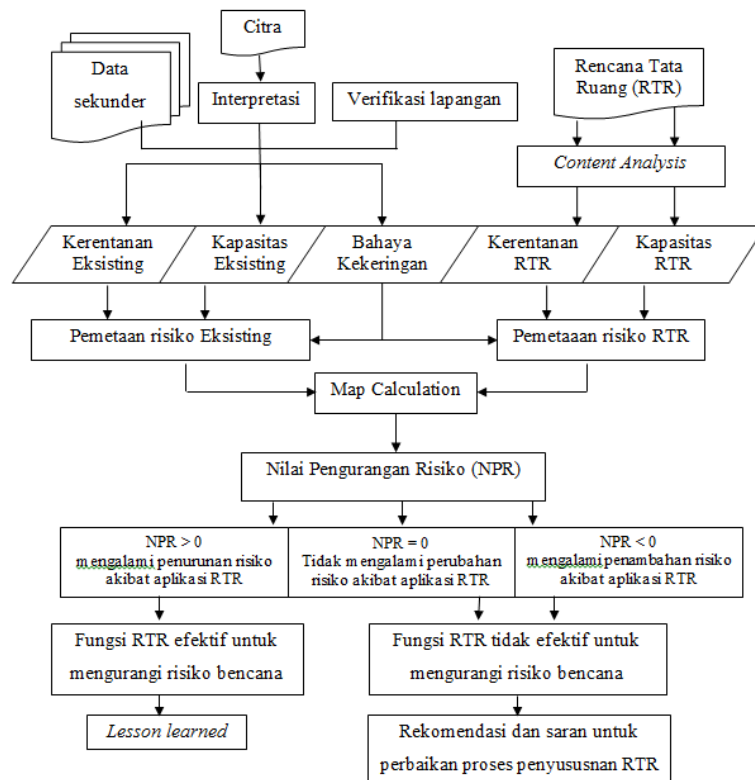 Citra
Data
sekunder
Interpretasi
Verifikasi lapangan
Rencana Tata
Ruang (RTR)
Content Analysis
Kerentanan
Eksisting
Kapasitas
Eksisting
Bahaya
Kekeringan
Kerentanan
RTR
Kapasitas
RTR
Pemetaan risiko Eksisting
Pemetaaan risiko RTR
Map Calculation
Nilai Pengurangan Risiko (NPR)
NPR > 0
mengalami penurunan risiko
akibat aplikasi RTR
NPR = 0
Tidak mengalami perubahan
risiko akibat aplikasi RTR
NPR < 0
mengalami penambahan risiko
akibat aplikasi RTR
Fungsi RTR efektif untuk
mengurangi risiko bencana
Fungsi RTR tidak efektif untuk
mengurangi risiko bencana
Lesson learned
Rekomendasi dan saran untuk
perbaikan proses penyususnan RTR